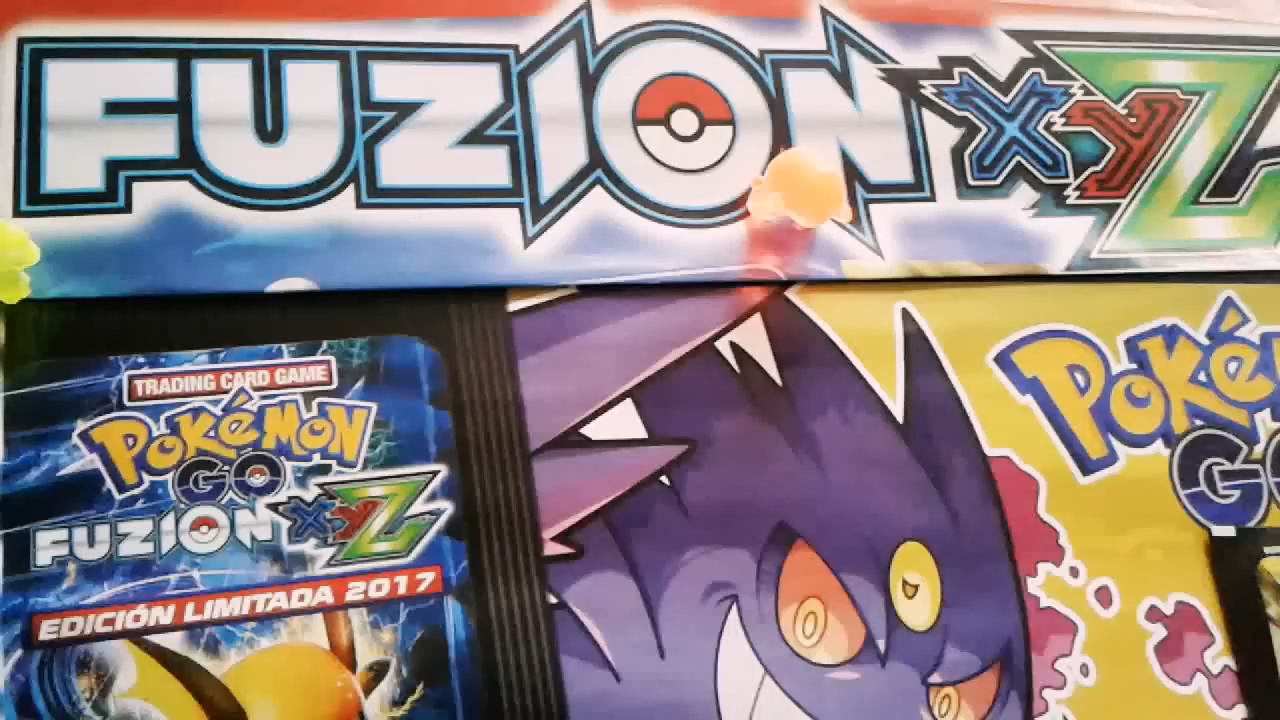 FUZION XYZ
TRADING CARD GAME
POKÉMON
GO
FUZION XYZ
EDICIÓN LIMITADA 2017
POKÉ
GO